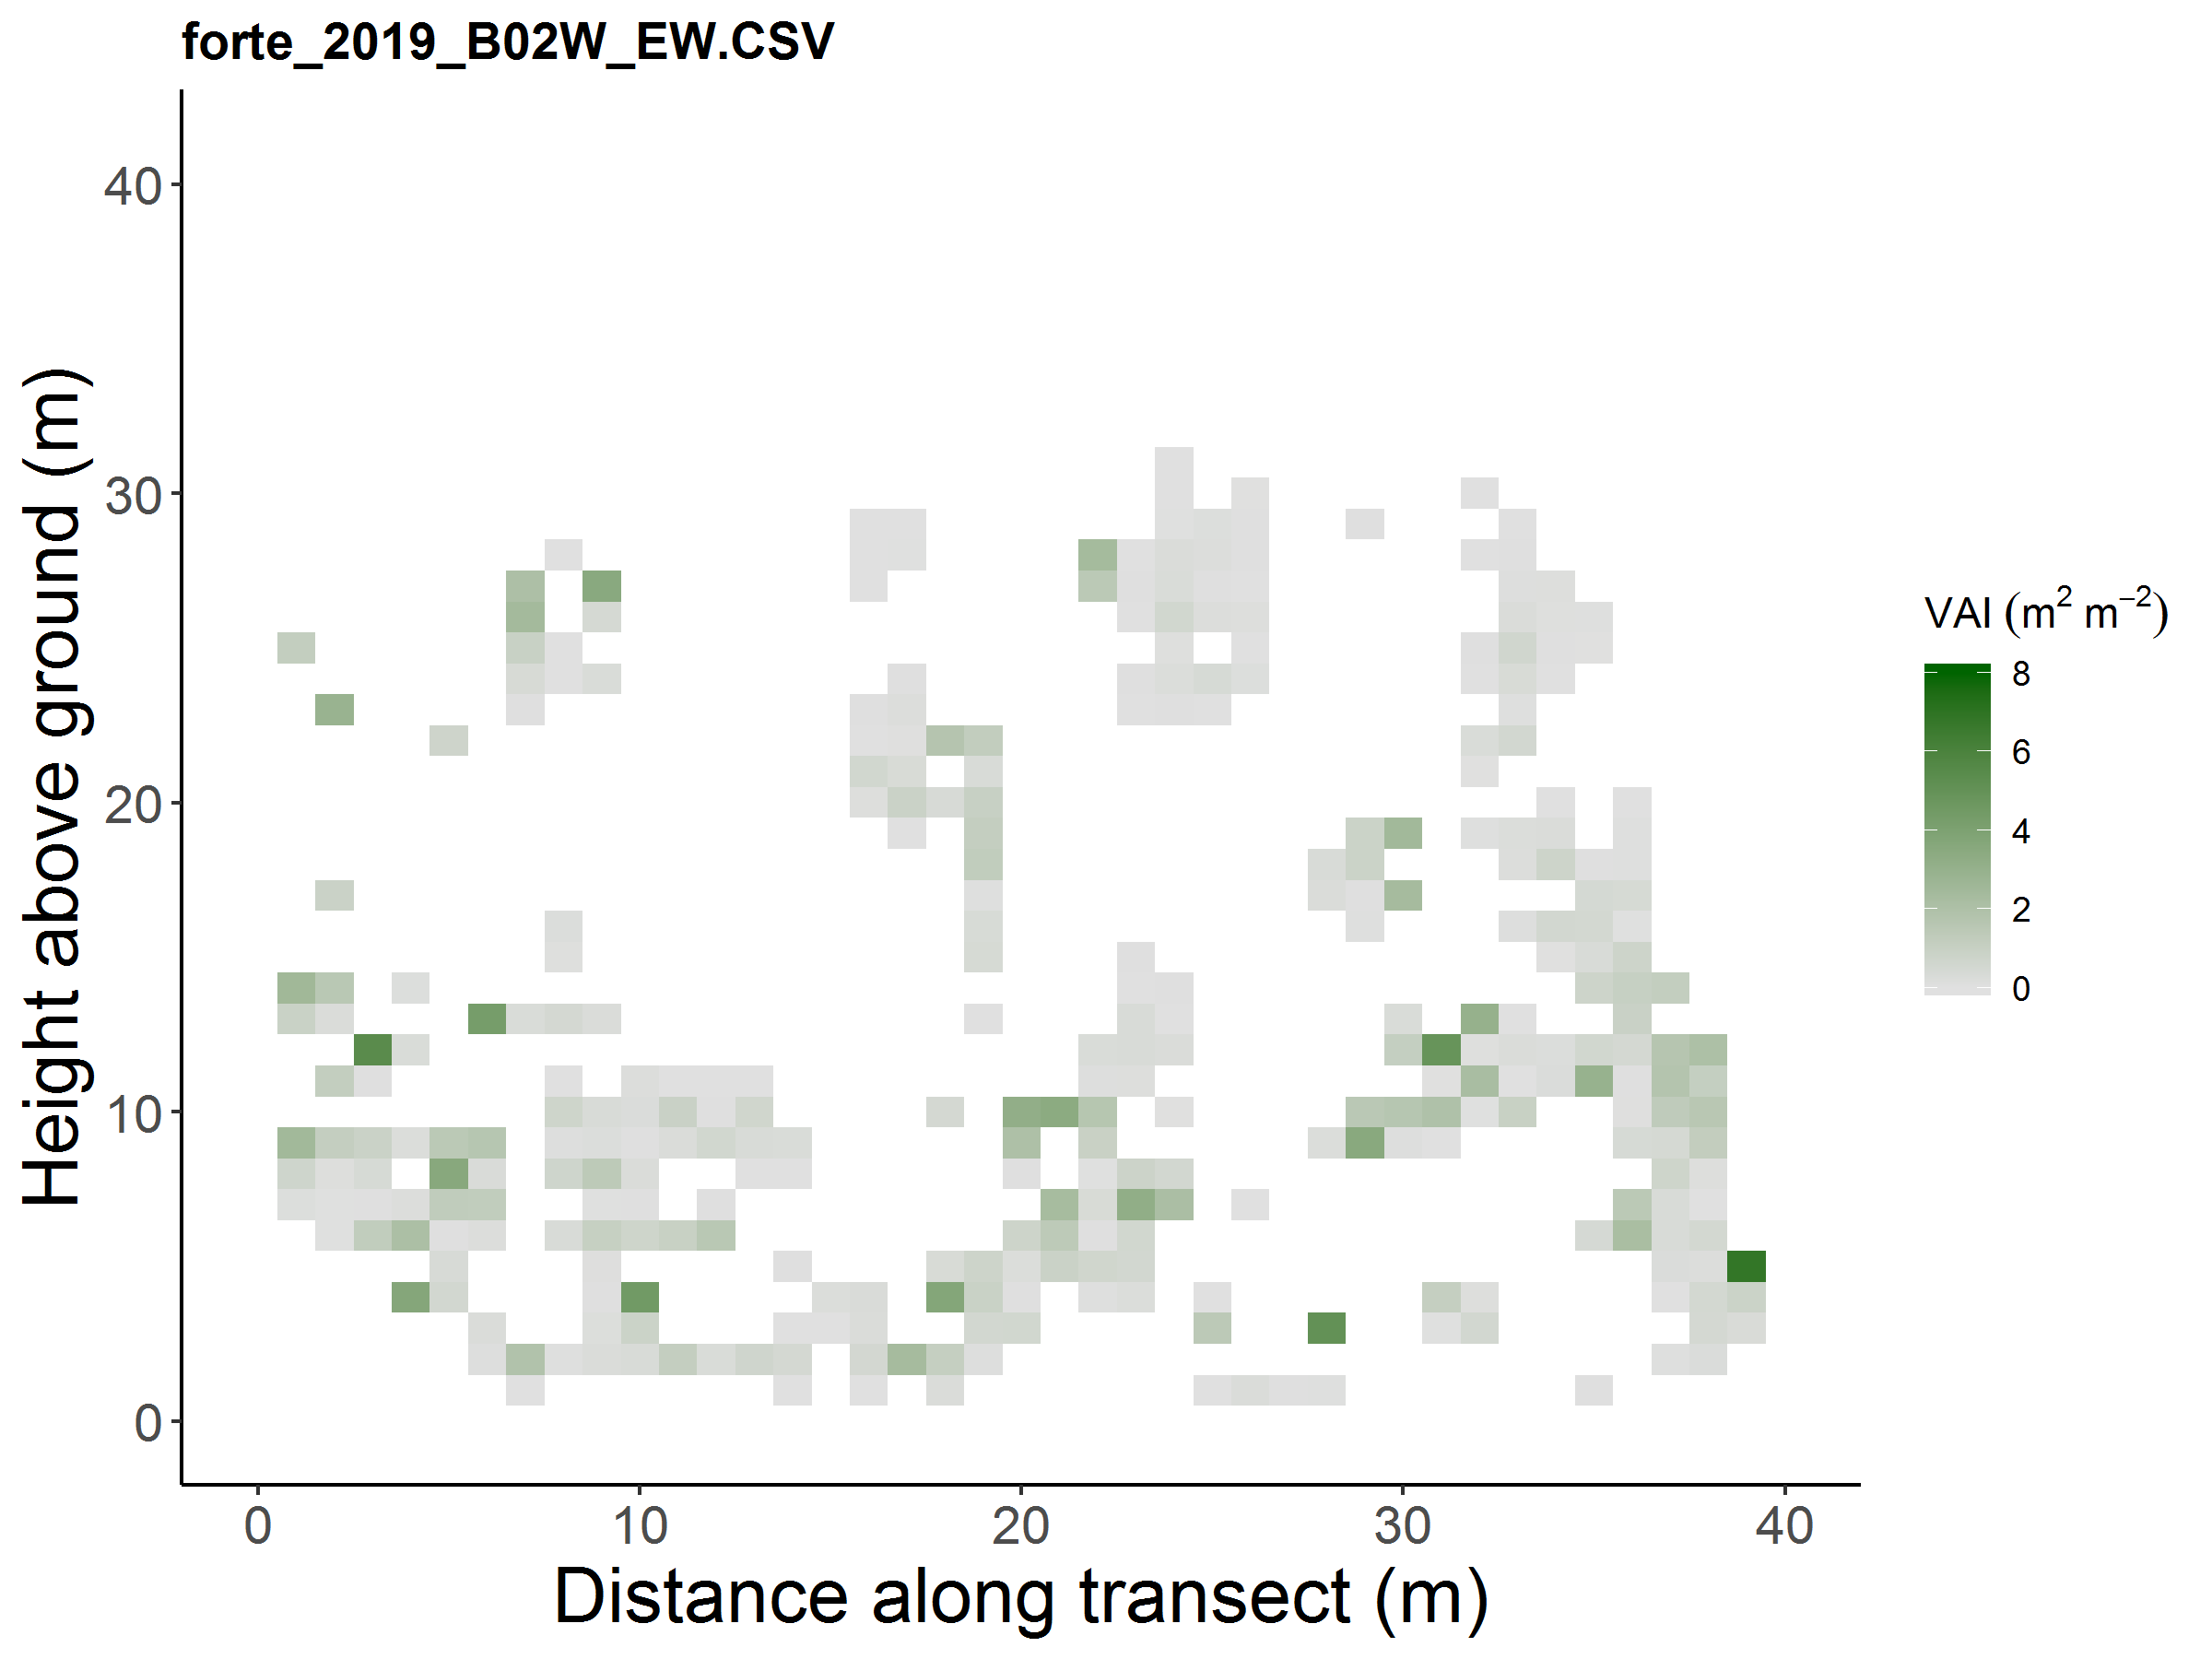 forte_2019_B02W_EW.CSV
Height above ground (m)
40
30
20
10
0
0 10 20 30 40
Distance along transect (m)
VAI (m² m⁻²)
8
6
4
2
0